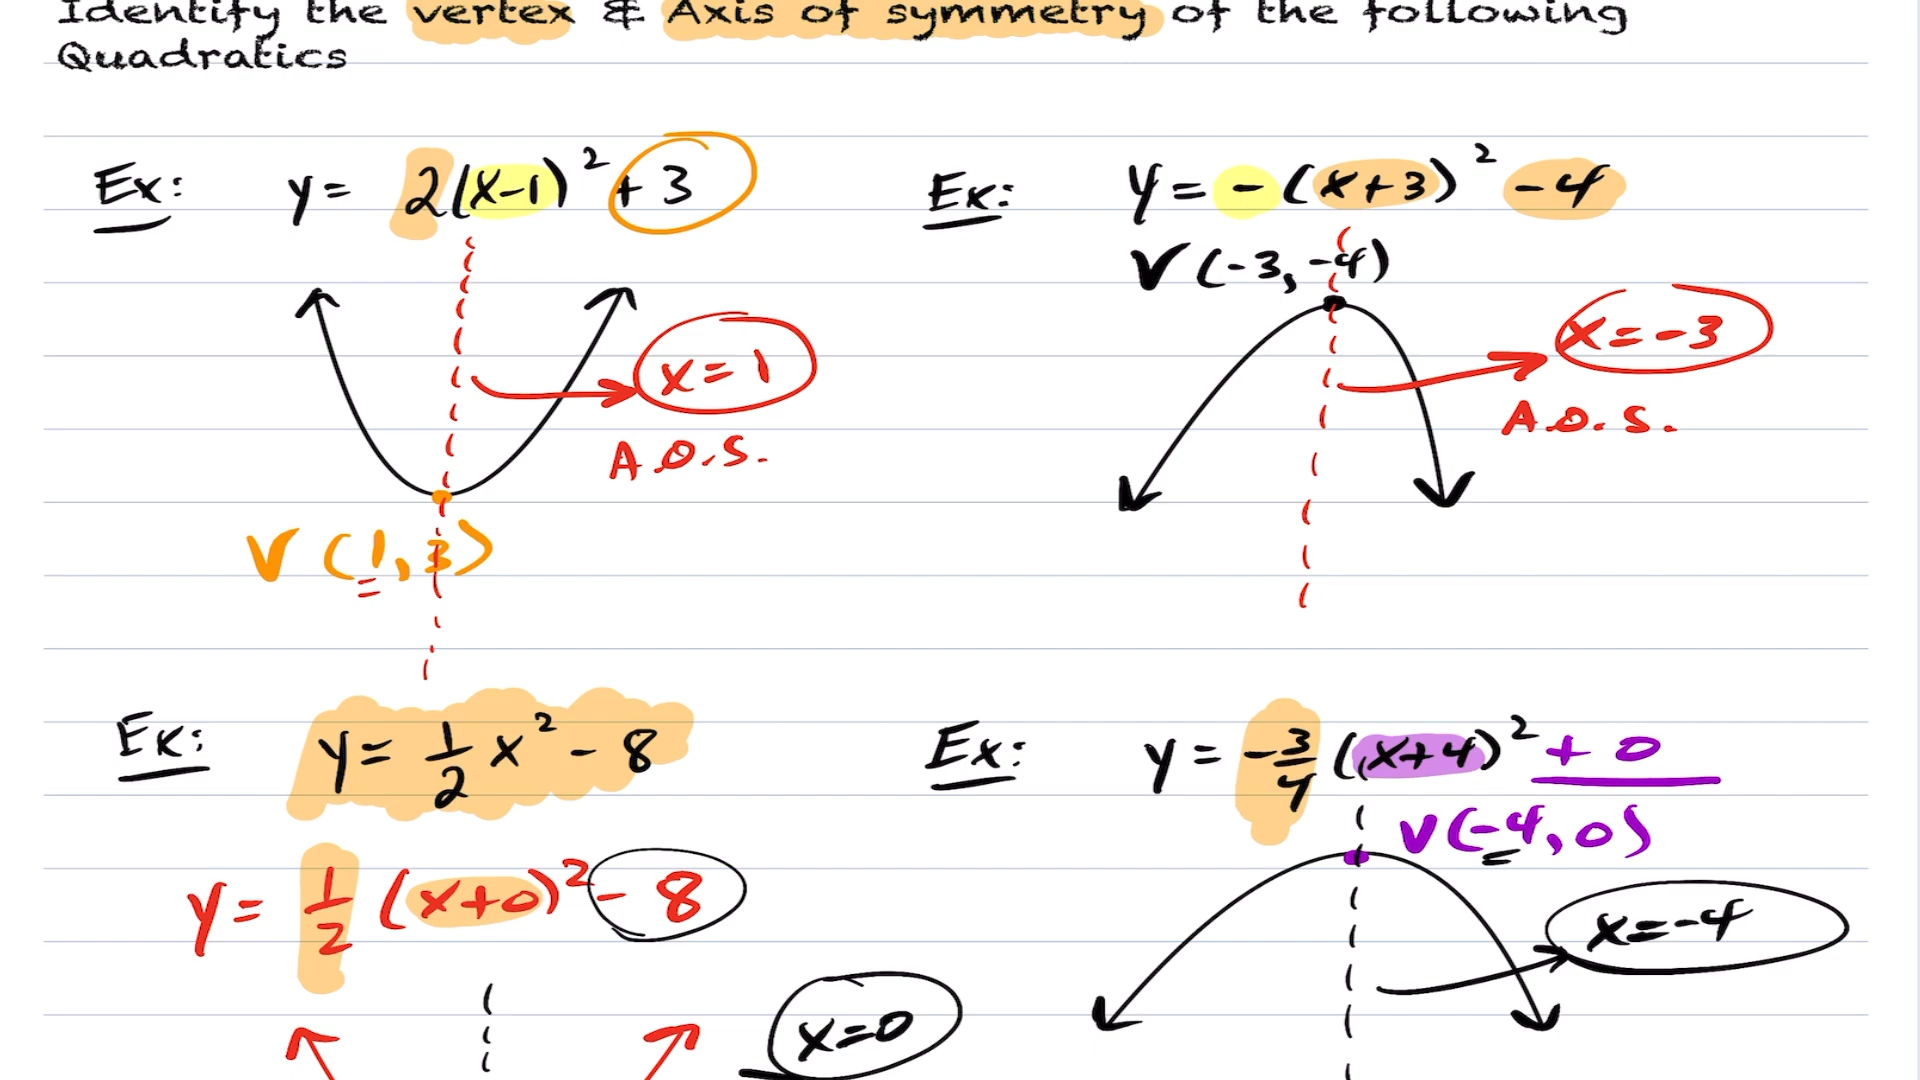 Identify the vertex & Axis of symmetry of the following
Quadratics
Ex: y = 2(x-1)² + 3
x = 1
A.O.S.
V (1, 3)
Ex: y = -(x+3)² - 4
V (-3, -4)
x = -3
A.O.S.
Ex: y = 1/2 x² - 8
y = 1/2 (x+0)² - 8
x = 0
Ex: y = -3/4 (x+4)² + 0
V(-4, 0)
x = -4